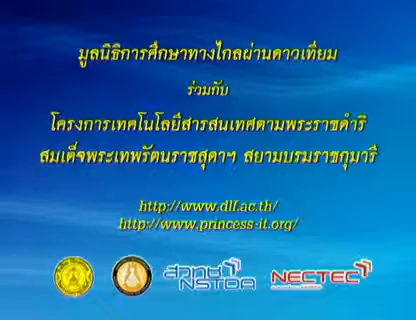 มูลนิธิการศึกษาทางไกลผ่านดาวเทียม
ร่วมกับ
โครงการเทคโนโลยีสารสนเทศตามพระราชดำริ
สมเด็จพระเทพรัตนราชสุดาฯ สยามบรมราชกุมารี
http://www.dlf.ac.th/
http://www.princess-it.org/
สวทช
NSTDA
NECTEC